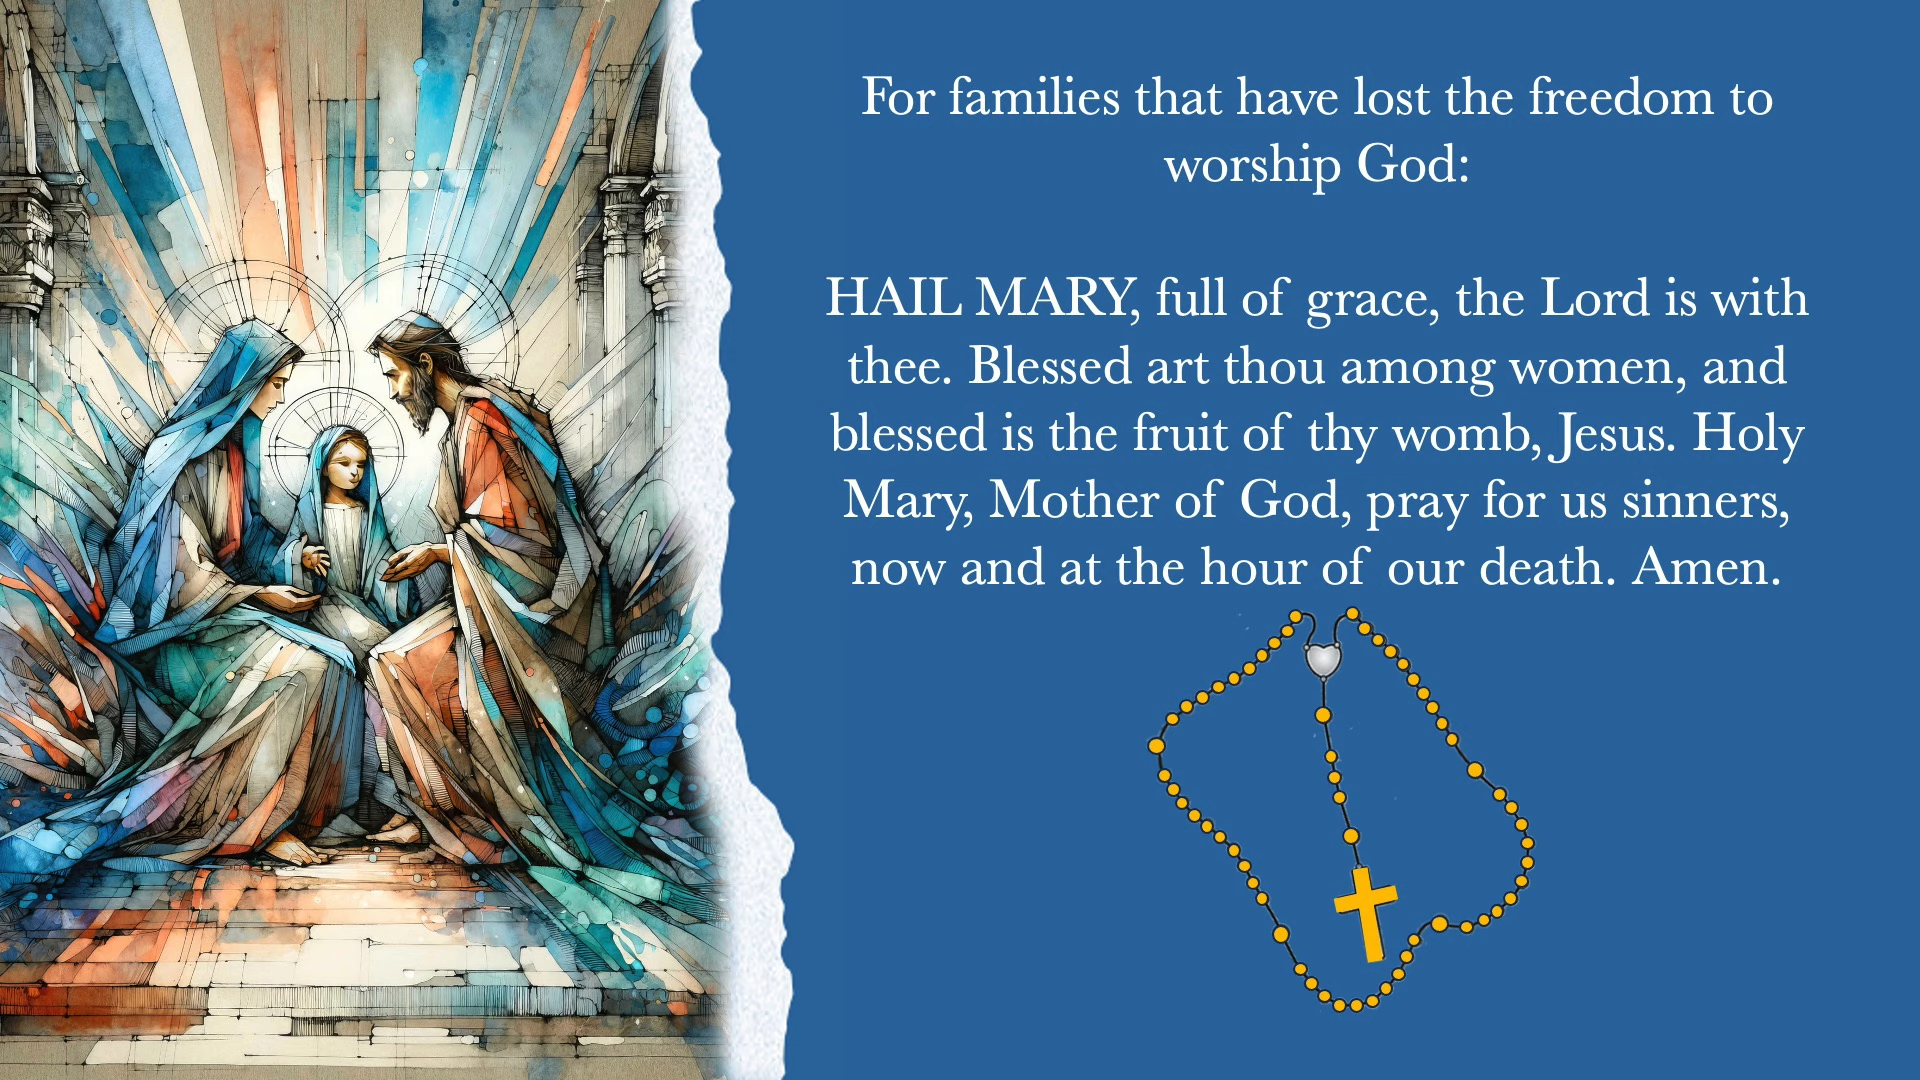 For families that have lost the freedom to
worship God:
HAIL MARY, full of grace, the Lord is with
thee. Blessed art thou among women, and
blessed is the fruit of thy womb, Jesus. Holy
Mary, Mother of God, pray for us sinners,
now and at the hour of our death. Amen.